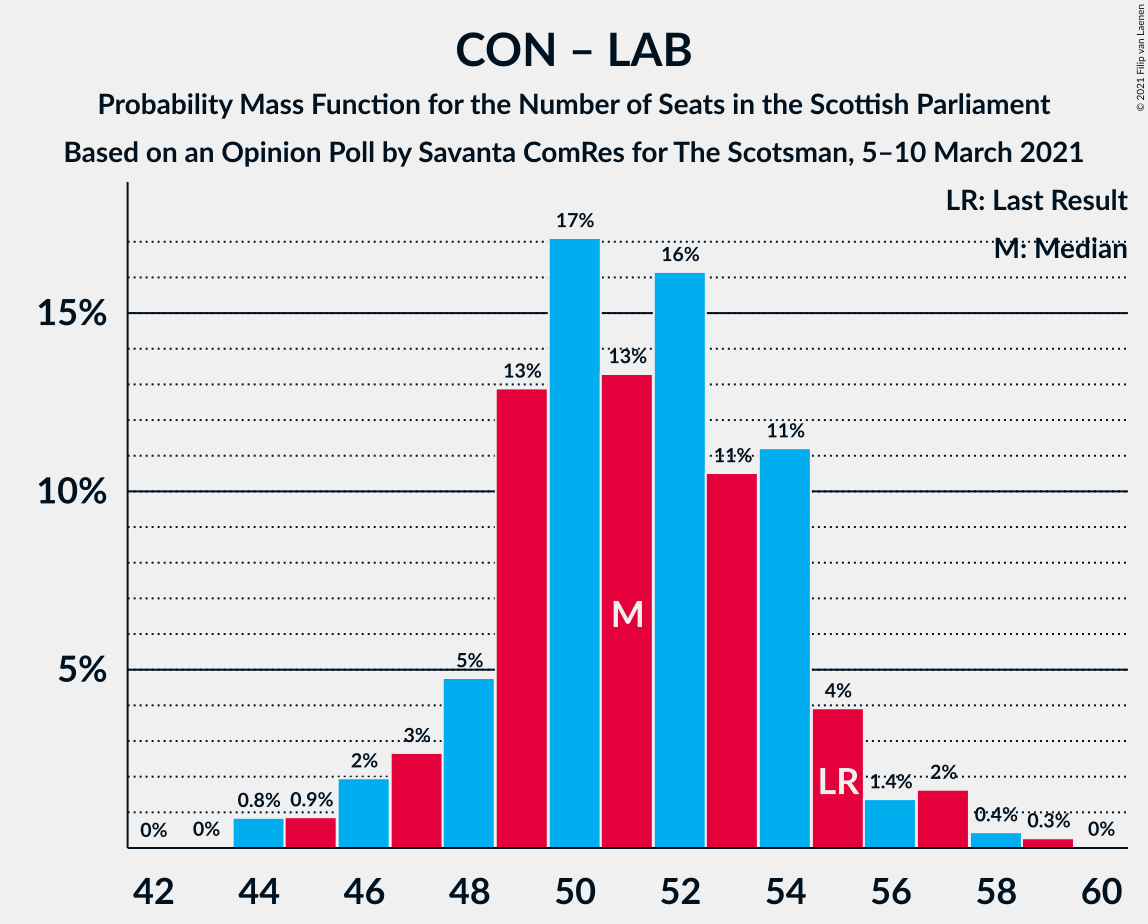 CON – LAB
Probability Mass Function for the Number of Seats in the Scottish Parliament
Based on an Opinion Poll by Savanta ComRes for The Scotsman, 5–10 March 2021
© 2021 Filip van Laenen
LR: Last Result
M: Median
15%
10%
5%
0%
0%
0.8%
0.9%
2%
3%
5%
13%
17%
13%
16%
11%
11%
4%
1.4%
2%
0.4%
0.3%
0%
M
LR
42 44 46 48 50 52 54 56 58 60